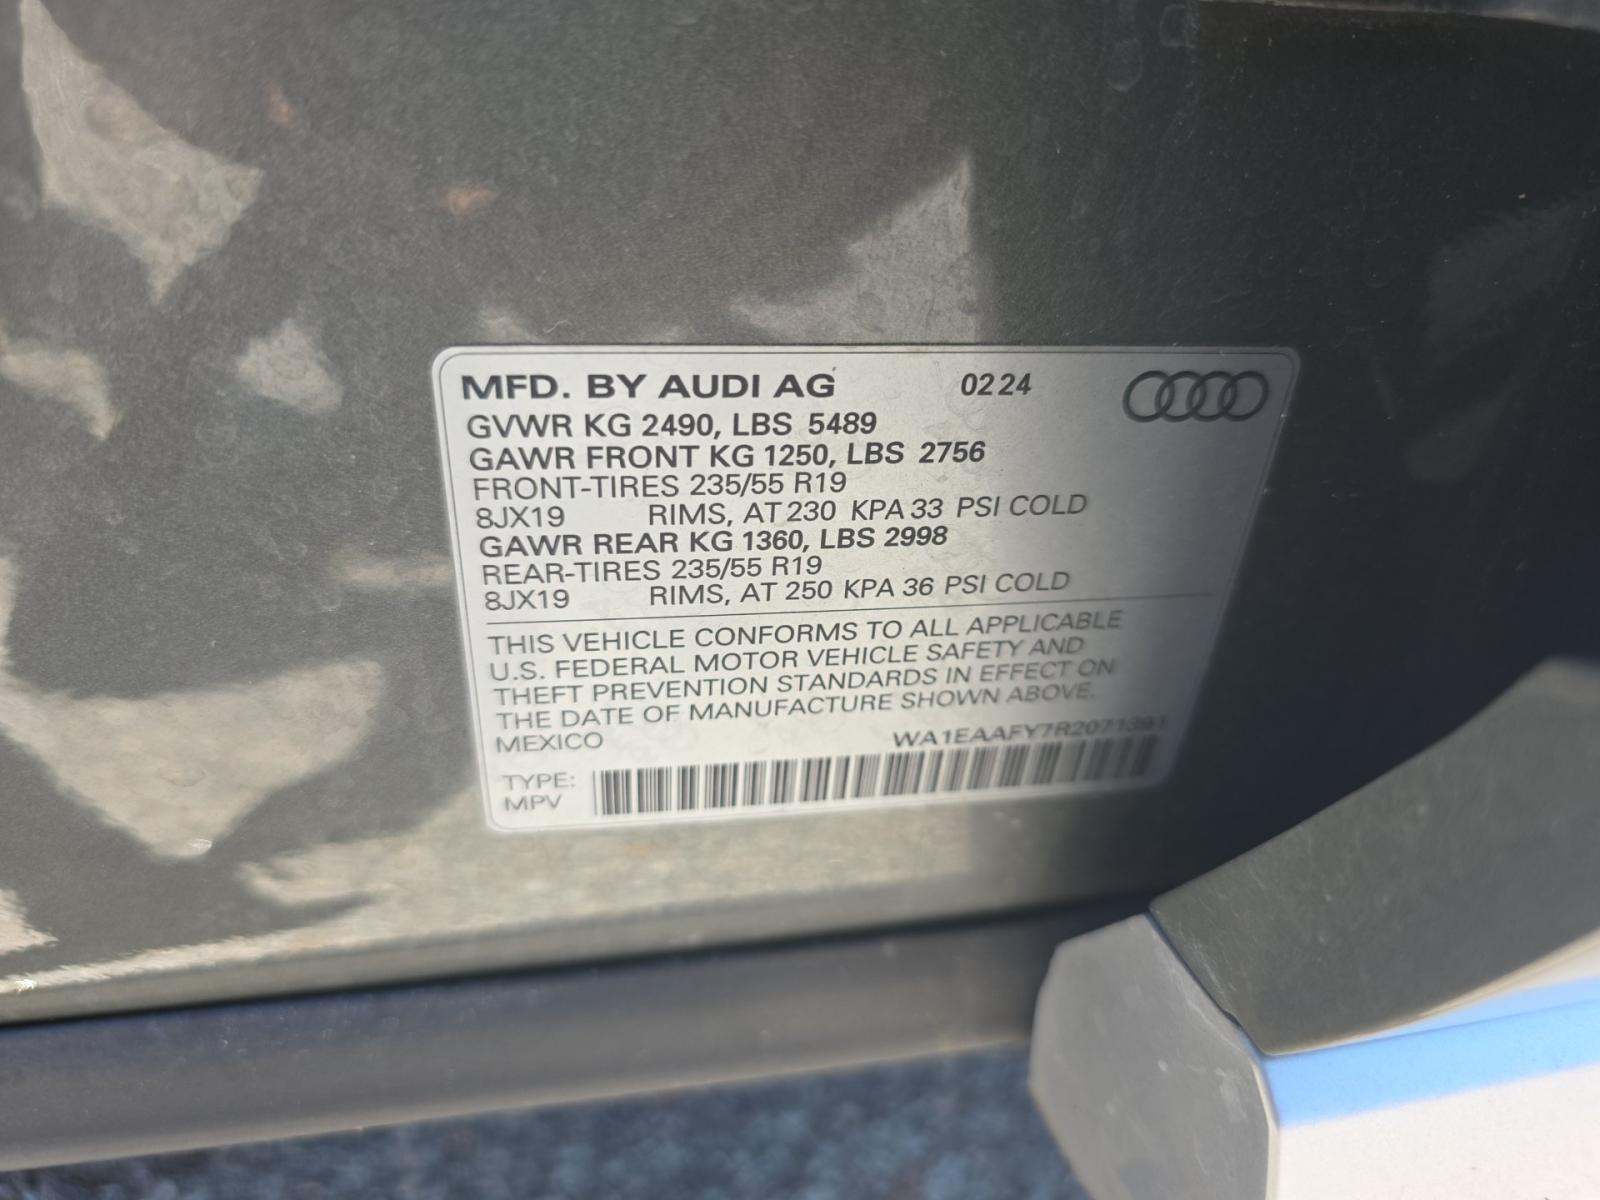 MFD. BY AUDI AG 02 24
GVWR KG 2490, LBS 5489
GAWR FRONT KG 1250, LBS 2756
FRONT-TIRES 235/55 R19
8JX19 RIMS, AT 230 KPA 33 PSI COLD
GAWR REAR KG 1360, LBS 2998
REAR-TIRES 235/55 R19
8JX19 RIMS, AT 250 KPA 36 PSI COLD
THIS VEHICLE CONFORMS TO ALL APPLICABLE
U.S. FEDERAL MOTOR VEHICLE SAFETY AND
THEFT PREVENTION STANDARDS IN EFFECT ON
THE DATE OF MANUFACTURE SHOWN ABOVE.
MEXICO
TYPE:
MPV